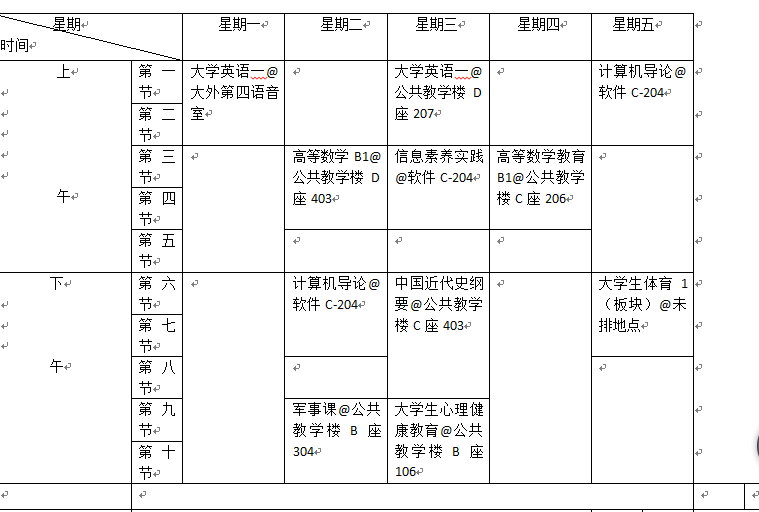 星期 星期一 星期二 星期三 星期四 星期五
时间
上
午
第一节
第二节
第三节
第四节
第五节
大学英语一@
大外第四语音
室
大学英语一@
公共教学楼 D
座 207
计算机导论@
软件 C-204
高等数学 B1@
公共教学楼 D
座 403
信息素养实践
@软件 C-204
高等数学教育
B1@公共教学
楼 C 座 206
下
午
第六节
第七节
第八节
第九节
第十节
计算机导论@
软件 C-204
中国近代史纲
要@公共教学
楼 C 座 403
大学生体育 1
（板块）@未
排地点
军事课@公共
教学楼 B 座
304
大学生心理健
康教育@公共
教学楼 B 座
106